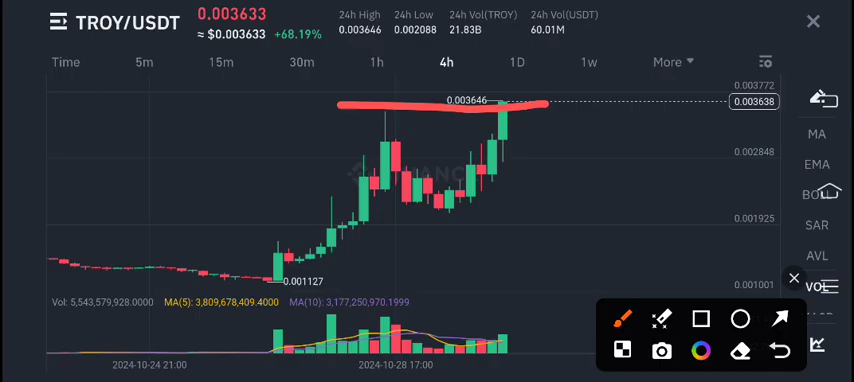 TROY/USDT
0.003633
≈ $0.003633 +68.19%
24h High 24h Low 24h Vol(TROY) 24h Vol(USDT)
0.003646 0.002088 21.83B 60.01M
Time 5m 15m 30m 1h 4h 1D 1w More
0.003772
0.003646
0.003638
MA
0.002848
EMA
BOLL
0.001925
SAR
AVL
0.001127
0.001001
VOL
Vol: 5,543,579,928.0000 MA(5): 3,809,678,409.4000 MA(10): 3,177,250,970.1999
2024-10-24 21:00 2024-10-28 17:00